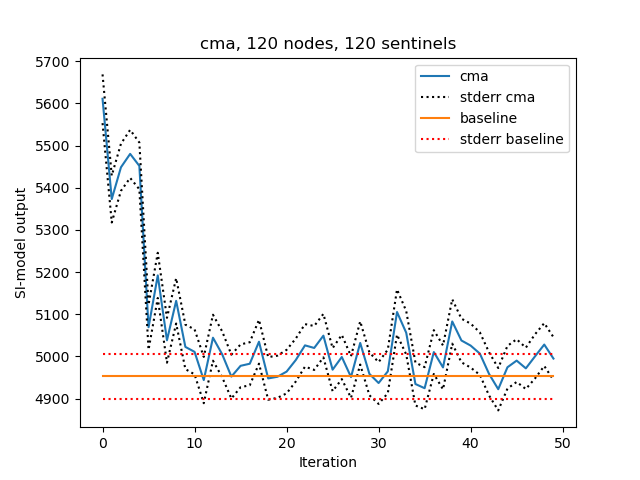 cma, 120 nodes, 120 sentinels
5700
5600
5500
5400
5300
5200
5100
5000
4900
SI-model output
cma
stderr cma
baseline
stderr baseline
0
10
20
30
40
50
Iteration